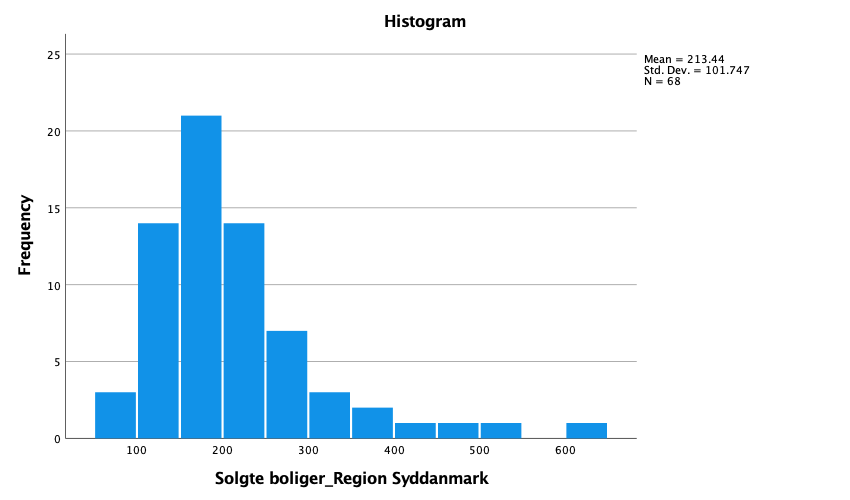 Histogram
Mean = 213.44
Std. Dev. = 101.747
N = 68
Frequency
25
20
15
10
5
0
100 200 300 400 500 600
Solgte boliger_Region Syddanmark